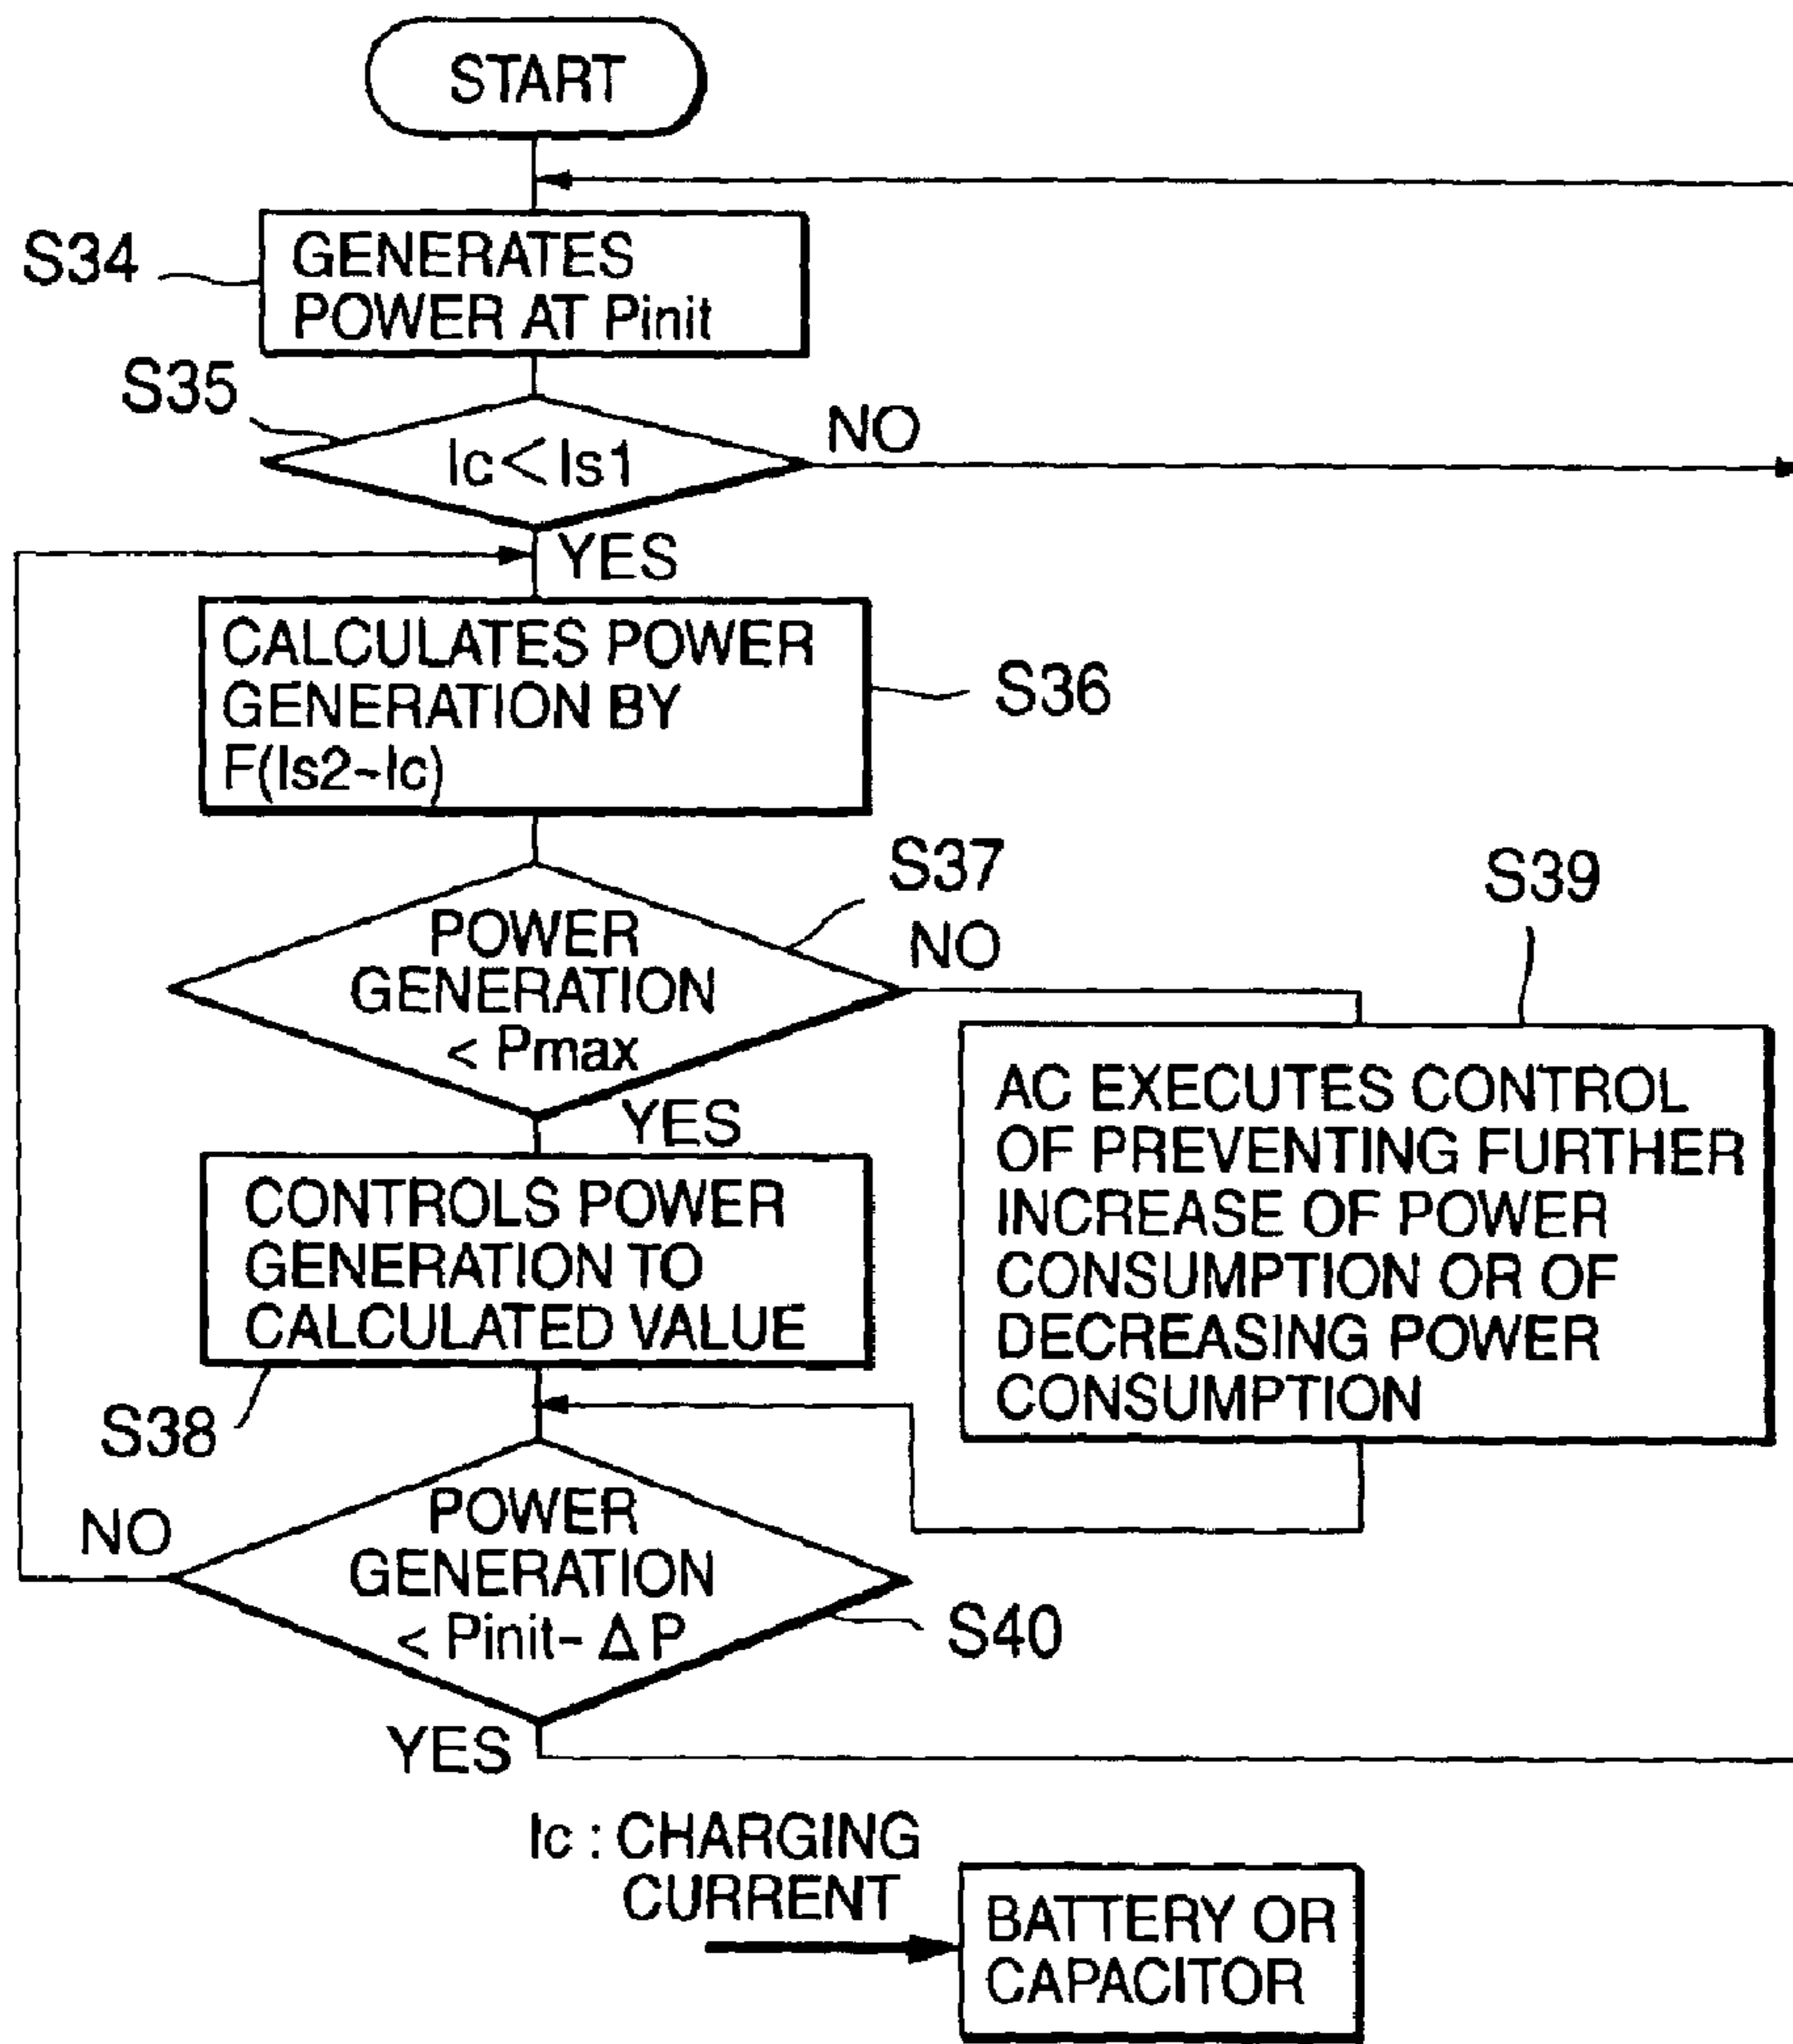 START
S34
GENERATES
POWER AT Pinit
S35
Ic<Is1
NO
YES
CALCULATES POWER
GENERATION BY
F(Is2-Ic)
S36
S37
POWER
GENERATION
< Pmax
NO
S39
YES
AC EXECUTES CONTROL
OF PREVENTING FURTHER
INCREASE OF POWER
CONSUMPTION OR OF
DECREASING POWER
CONSUMPTION
CONTROLS POWER
GENERATION TO
CALCULATED VALUE
S38
NO
POWER
GENERATION
< Pinit- Δ P
S40
YES
Ic : CHARGING
CURRENT
BATTERY OR
CAPACITOR